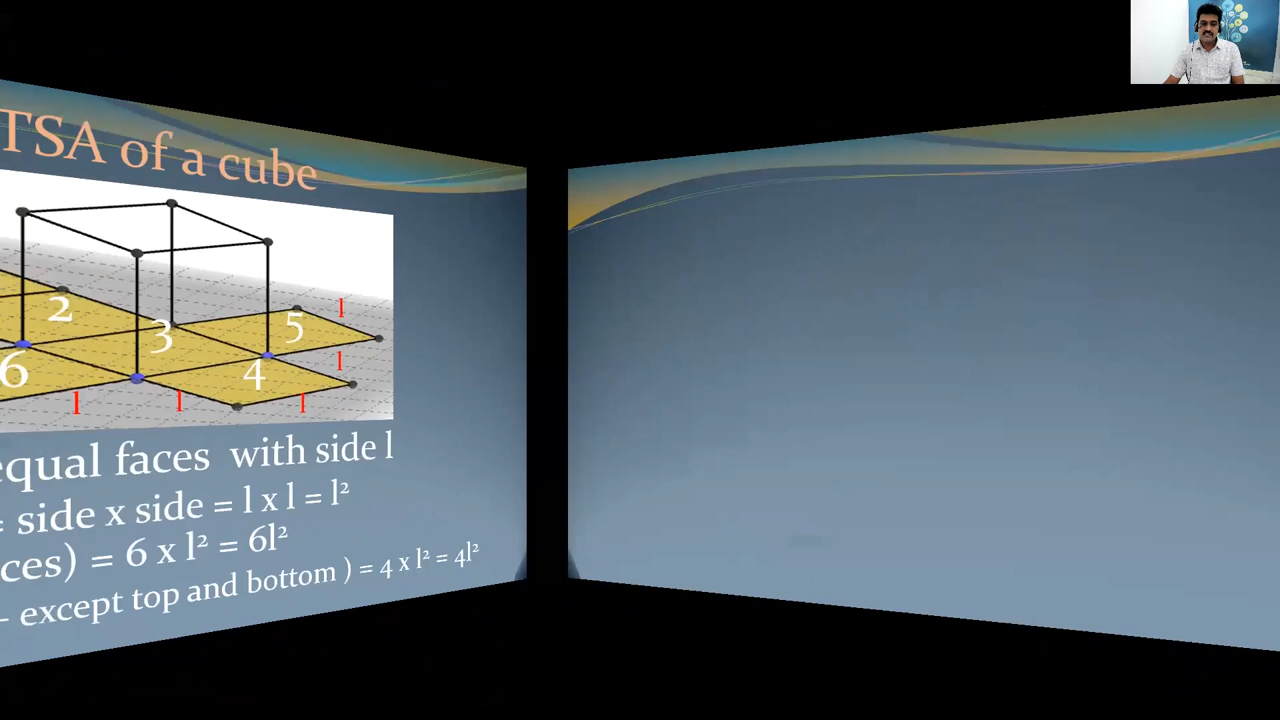 TSA of a cube
2
3
5
l
6
4
l
l
l
l
equal faces with side l
= side x side = l x l = l²
ces) = 6 x l² = 6l²
- except top and bottom ) = 4 x l² = 4l²